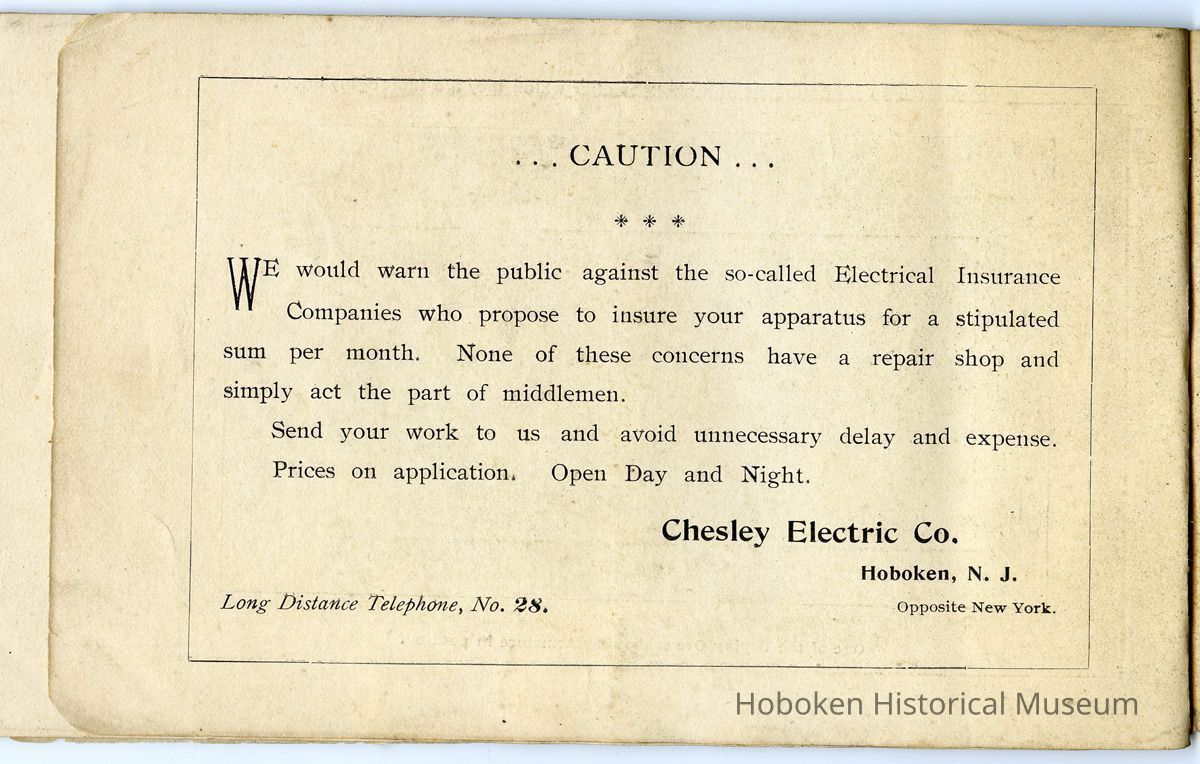 ... CAUTION ...
* * *
WE would warn the public against the so-called Electrical Insurance
Companies who propose to insure your apparatus for a stipulated
sum per month. None of these concerns have a repair shop and
simply act the part of middlemen.
Send your work to us and avoid unnecessary delay and expense.
Prices on application. Open Day and Night.
Chesley Electric Co.
Hoboken, N. J.
Long Distance Telephone, No. 28.
Opposite New York.
Hoboken Historical Museum